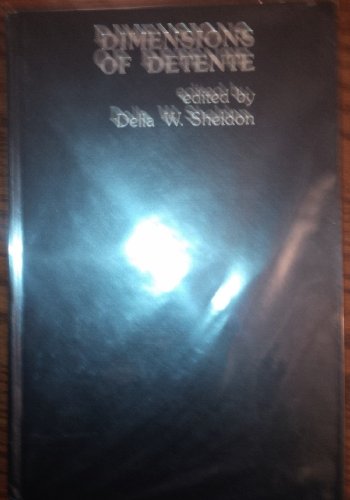 DIMENSIONS
OF DETENTE
edited by
Della W. Sheldon